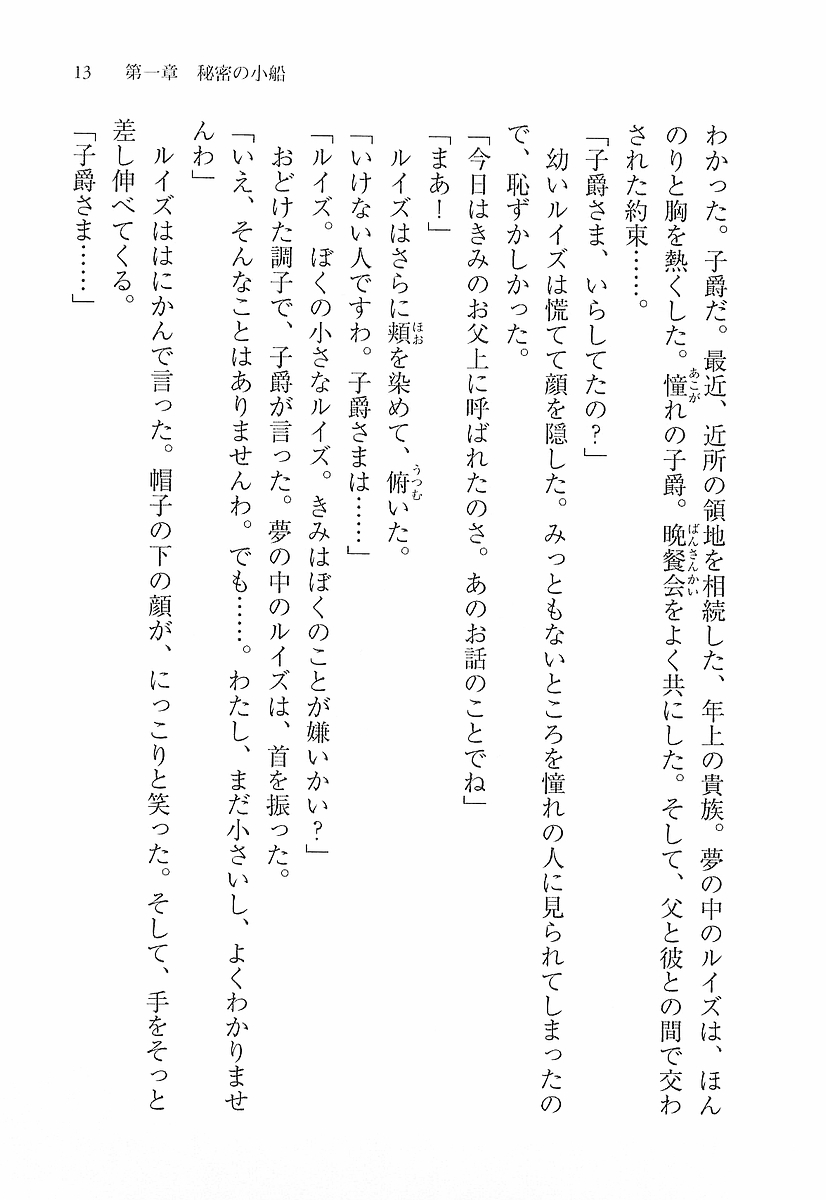 13　第一章　秘密の小船
わかった。子爵だ。最近、近所の領地を相続した、年上の貴族。夢の中のルイズは、ほん
のりと胸を熱くした。憧れの子爵。晩餐会をよく共にした。そして、父と彼との間で交わ
された約束……。
「子爵さま、いらしてたの？」
幼いルイズは慌てて顔を隠した。みっともないところを憧れの人に見られてしまったの
で、恥ずかしかった。
「今日はきみのお父上に呼ばれたのさ。あのお話のことでね」
「まあ！」
ルイズはさらに頬を染めて、俯いた。
「いけない人ですわ。子爵さまは……」
「ルイズ。ぼくの小さなルイズ。きみはぼくのことが嫌いかい？」
おどけた調子で、子爵が言った。夢の中のルイズは、首を振った。
「いえ、そんなことはありませんわ。でも……。わたし、まだ小さいし、よくわかりませ
んわ」
ルイズははにかんで言った。帽子の下の顔が、にっこりと笑った。そして、手をそっと
差し伸べてくる。
「子爵さま……」